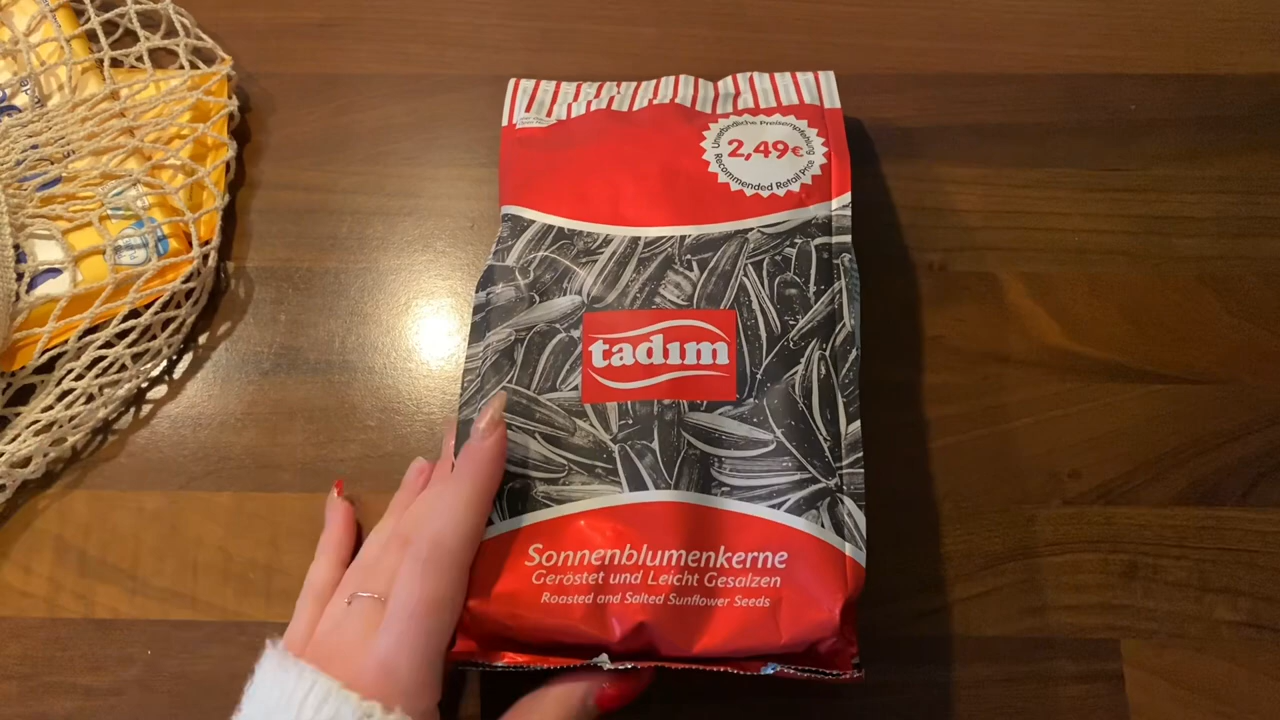 Unverbindliche Preisempfehlung
2,49€
Recommended Retail Price
tadım
Sonnenblumenkerne
Geröstet und Leicht Gesalzen
Roasted and Salted Sunflower Seeds